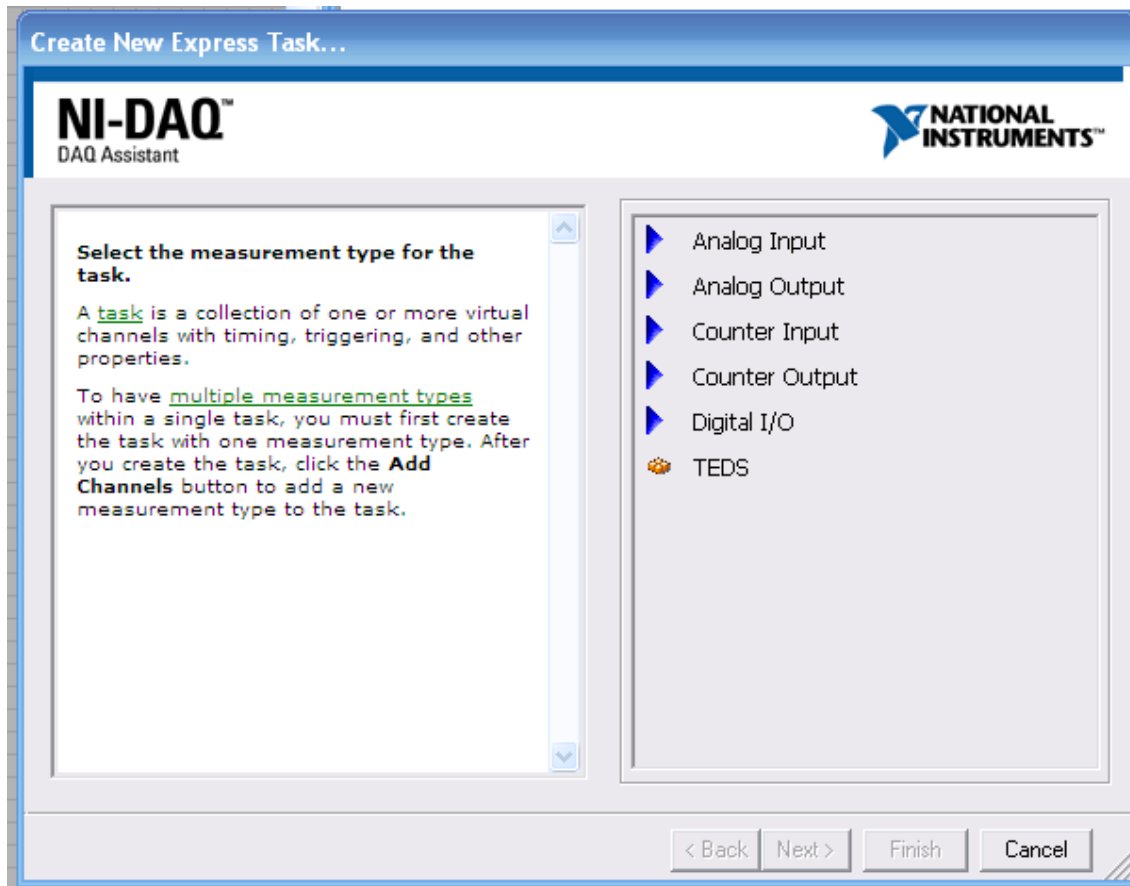 Create New Express Task...
NI-DAQ™
DAQ Assistant
NATIONAL
INSTRUMENTS™
Select the measurement type for the
task.
A task is a collection of one or more virtual
channels with timing, triggering, and other
properties.
To have multiple measurement types
within a single task, you must first create
the task with one measurement type. After
you create the task, click the Add
Channels button to add a new
measurement type to the task.
Analog Input
Analog Output
Counter Input
Counter Output
Digital I/O
TEDS
< Back
Next >
Finish
Cancel